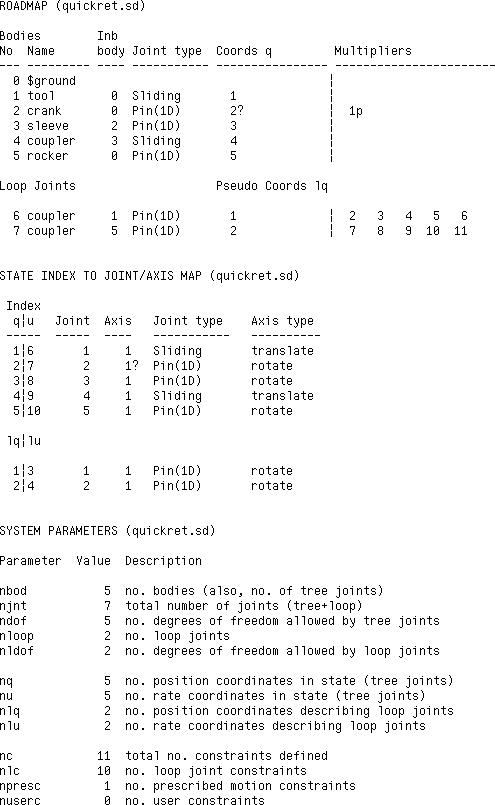 ROADMAP (quickret.sd)
Bodies Inb
No Name body Joint type Coords q Multipliers
--- --------- ---- ----------- ---------------- -----------------------
0 $ground |
1 tool 0 Sliding 1 |
2 crank 0 Pin(1D) 2? | 1p
3 sleeve 2 Pin(1D) 3 |
4 coupler 3 Sliding 4 |
5 rocker 0 Pin(1D) 5 |
Loop Joints Pseudo Coords lq
6 coupler 1 Pin(1D) 1 | 2 3 4 5 6
7 coupler 5 Pin(1D) 2 | 7 8 9 10 11
STATE INDEX TO JOINT/AXIS MAP (quickret.sd)
Index
q|u Joint Axis Joint type Axis type
----- ----- ---- ----------- ----------
1|6 1 1 Sliding translate
2|7 2 1? Pin(1D) rotate
3|8 3 1 Pin(1D) rotate
4|9 4 1 Sliding translate
5|10 5 1 Pin(1D) rotate
lq|lu
1|3 1 1 Pin(1D) rotate
2|4 2 1 Pin(1D) rotate
SYSTEM PARAMETERS (quickret.sd)
Parameter Value Description
nbod 5 no. bodies (also, no. of tree joints)
njnt 7 total number of joints (tree+loop)
ndof 5 no. degrees of freedom allowed by tree joints
nloop 2 no. loop joints
nldof 2 no. degrees of freedom allowed by loop joints
nq 5 no. position coordinates in state (tree joints)
nu 5 no. rate coordinates in state (tree joints)
nlq 2 no. position coordinates describing loop joints
nlu 2 no. rate coordinates describing loop joints
nc 11 total no. constraints defined
nlc 10 no. loop joint constraints
npresc 1 no. prescribed motion constraints
nuserc 0 no. user constraints